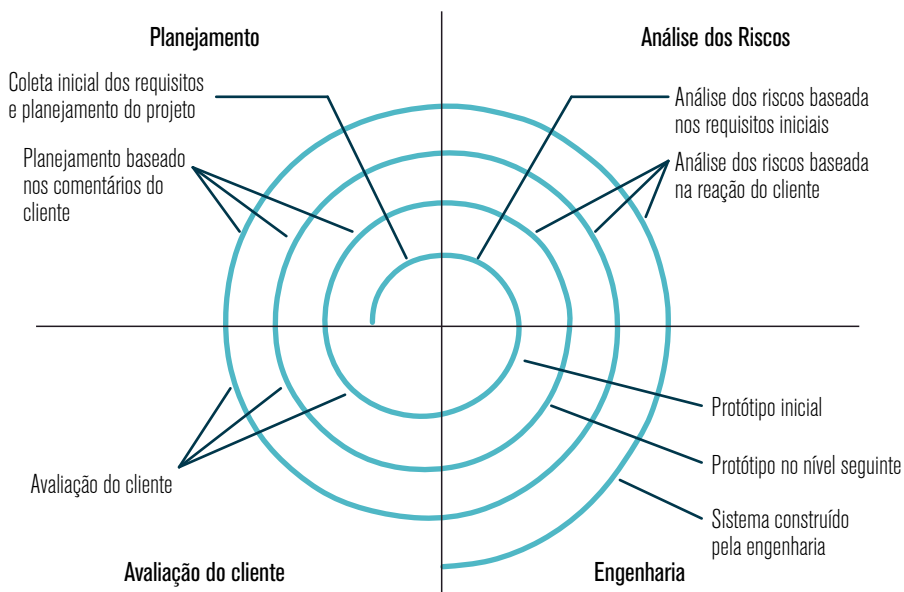 Planejamento
Análise dos Riscos
Coleta inicial dos requisitos
e planejamento do projeto
Planejamento baseado
nos comentários do
cliente
Análise dos riscos baseada
nos requisitos iniciais
Análise dos riscos baseada
na reação do cliente
Protótipo inicial
Protótipo no nível seguinte
Sistema construído
pela engenharia
Avaliação do cliente
Avaliação do cliente
Engenharia